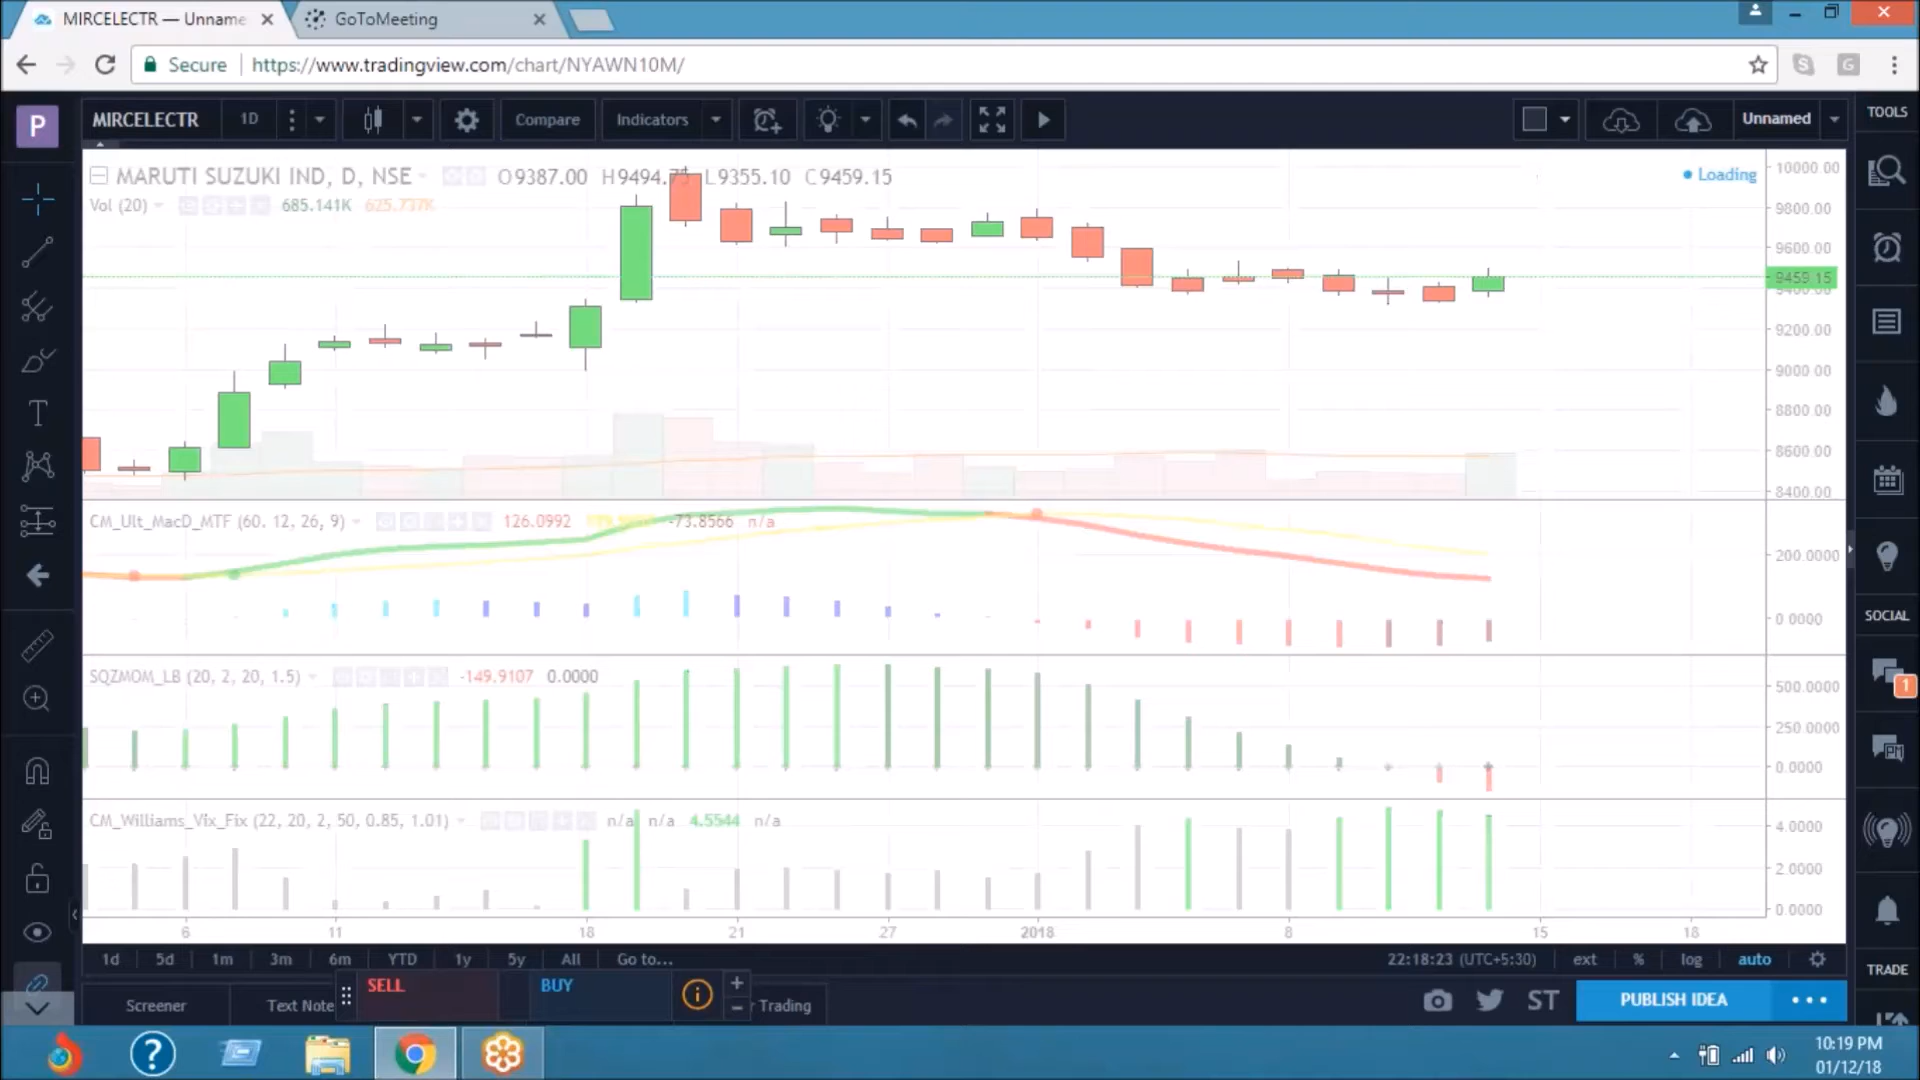 MIRCELECTR — Unname
GoToMeeting
Secure https://www.tradingview.com/chart/NYAWN10M/
P
MIRCELECTR 1D Compare Indicators Unnamed TOOLS
MARUTI SUZUKI IND, D, NSE O9387.00 H9494.75 L9355.10 C9459.15
Loading
Vol (20) 685.141K 625.737K
10000.00
9800.00
9600.00
9459.15
9400.00
9200.00
9000.00
8800.00
8600.00
8400.00
CM_Ult_MacD_MTF (60, 12, 26, 9) 126.0992 -73.8566 n/a
200.0000
0.0000
SOCIAL
SQZMOM_LB (20, 2, 20, 1.5) -149.9107 0.0000
500.0000
1
250.0000
0.0000
CM_Williams_Vix_Fix (22, 20, 2, 50, 0.85, 1.01) n/a n/a 4.5544 n/a
4.0000
2.0000
0.0000
6 11 18 21 27 2018 8 15 18
1d 5d 1m 3m 6m YTD 1y 5y All Go to... 22:18:23 (UTC+5:30) ext % log auto
TRADE
SELL BUY
Screener Text Note Trading ST PUBLISH IDEA
10:19 PM
01/12/18